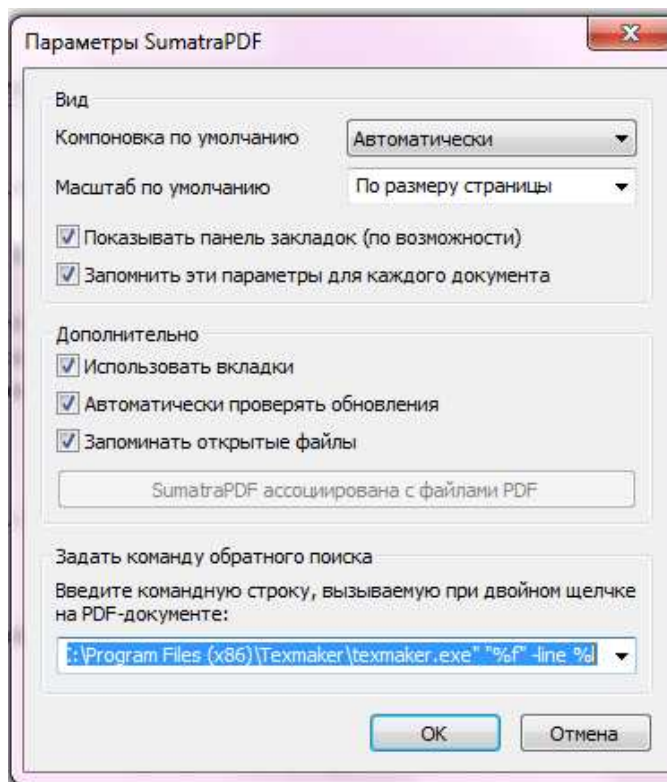 Параметры SumatraPDF
Вид
Компоновка по умолчанию
Автоматически
Масштаб по умолчанию
По размеру страницы
Показывать панель закладок (по возможности)
Запомнить эти параметры для каждого документа
Дополнительно
Использовать вкладки
Автоматически проверять обновления
Запоминать открытые файлы
SumatraPDF ассоциирована с файлами PDF
Задать команду обратного поиска
Введите командную строку, вызываемую при двойном щелчке
на PDF-документе:
:\Program Files (x86)\Texmaker\texmaker.exe" "%f" -line %l
OK
Отмена